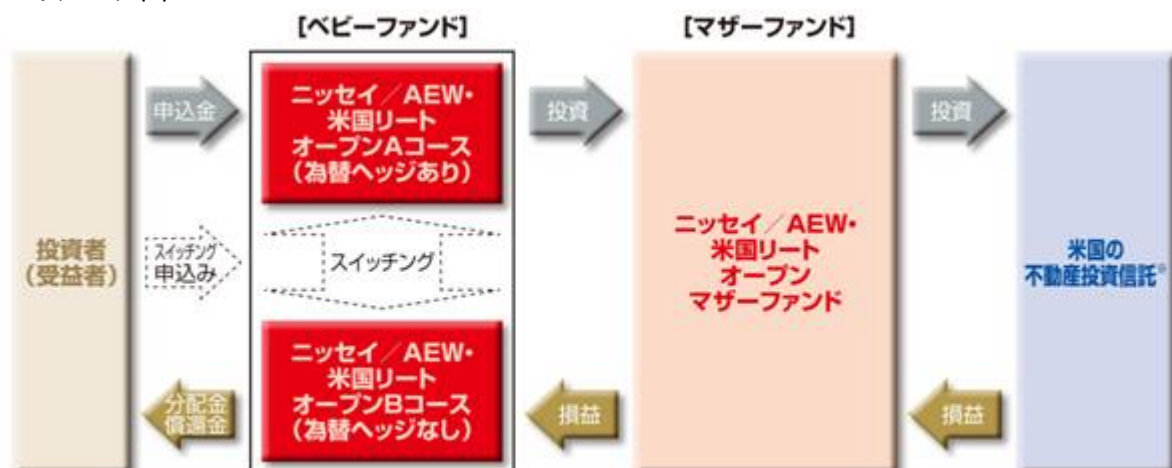 [ベビーファンド]
[マザーファンド]
投資者
(受益者)
申込金
スイッチング
申込み
分配金
償還金
ニッセイ/AEW・
米国リート
オープンAコース
(為替ヘッジあり)
スイッチング
ニッセイ/AEW・
米国リート
オープンBコース
(為替ヘッジなし)
投資
損益
ニッセイ/AEW・
米国リート
オープン
マザーファンド
投資
損益
米国の
不動産投資信託